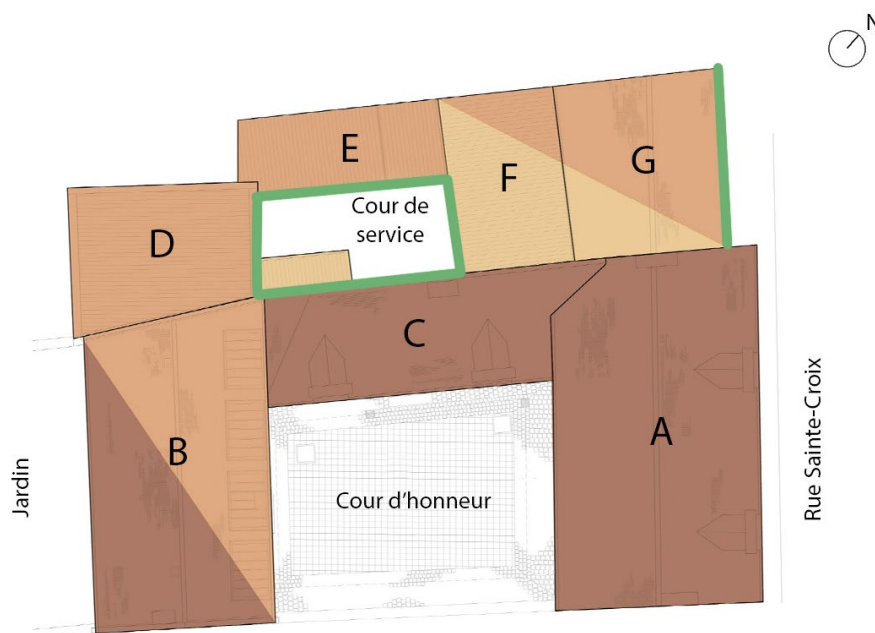 N
E
G
F
Cour de
service
D
C
A
B
Jardin
Cour d'honneur
Rue Sainte-Croix